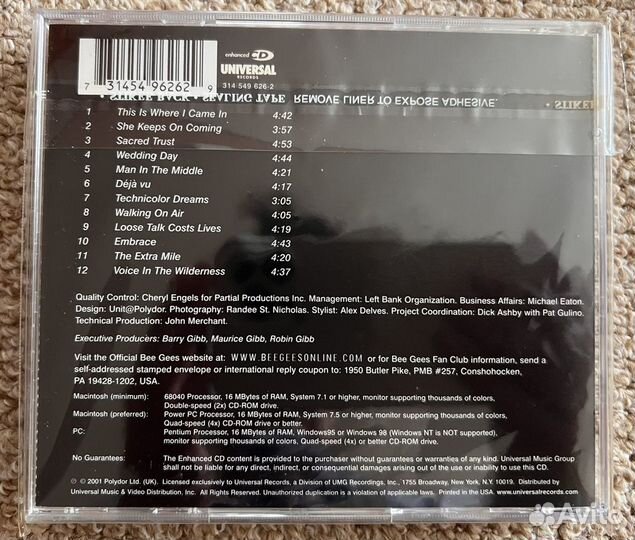 enhanced CD
UNIVERSAL
RECORDS
7 31454 96262 9
314 549 626-2
• STIKEE BACK • SEALING TAPE REMOVE LINER TO EXPOSE ADHESIVE. • STIKEE
1 This Is Where I Came In 4:42
2 She Keeps On Coming 3:57
3 Sacred Trust 4:53
4 Wedding Day 4:44
5 Man In The Middle 4:21
6 Déjà vu 4:17
7 Technicolor Dreams 3:05
8 Walking On Air 4:05
9 Loose Talk Costs Lives 4:19
10 Embrace 4:43
11 The Extra Mile 4:20
12 Voice In The Wilderness 4:37
Quality Control: Cheryl Engels for Partial Productions Inc. Management: Left Bank Organization. Business Affairs: Michael Eaton.
Design: Unit@Polydor. Photography: Randee St. Nicholas. Stylist: Alex Delves. Project Coordination: Dick Ashby with Pat Gulino.
Technical Production: John Merchant.
Executive Producers: Barry Gibb, Maurice Gibb, Robin Gibb
Visit the Official Bee Gees website at: WWW.BEEGEESONLINE.COM or for Bee Gees Fan Club information, send a
self-addressed stamped envelope or international reply coupon to: 1950 Butler Pike, PMB #257, Conshohocken,
PA 19428-1202, USA.
Macintosh (minimum): 68040 Processor, 16 MBytes of RAM, System 7.1 or higher, monitor supporting thousands of colors,
Double-speed (2x) CD-ROM drive.
Macintosh (preferred): Power PC Processor, 16 MBytes of RAM, System 7.5 or higher, monitor supporting thousands of colors,
Quad-speed (4x) CD-ROM drive or better.
PC: Pentium Processor, 16 MBytes of RAM, Windows95 or Windows 98 (Windows NT is NOT supported),
monitor supporting thousands of colors, Quad-speed (4x) or better CD-ROM drive.
No Guarantees: The Enhanced CD content is provided to the purchaser without guarantees or warranties of any kind. Universal Music Group
shall not be liable for any direct, indirect, or consequential damages arising out of the use or inability to use this CD.
℗ © 2001 Polydor Ltd. (UK). Licensed exclusively to Universal Records, a Division of UMG Recordings, Inc., 1755 Broadway, New York, N.Y. 10019. Distributed by
Universal Music & Video Distribution, Inc. All Rights Reserved. Unauthorized duplication is a violation of applicable laws. Printed in the USA. www.universalrecords.com
Avito